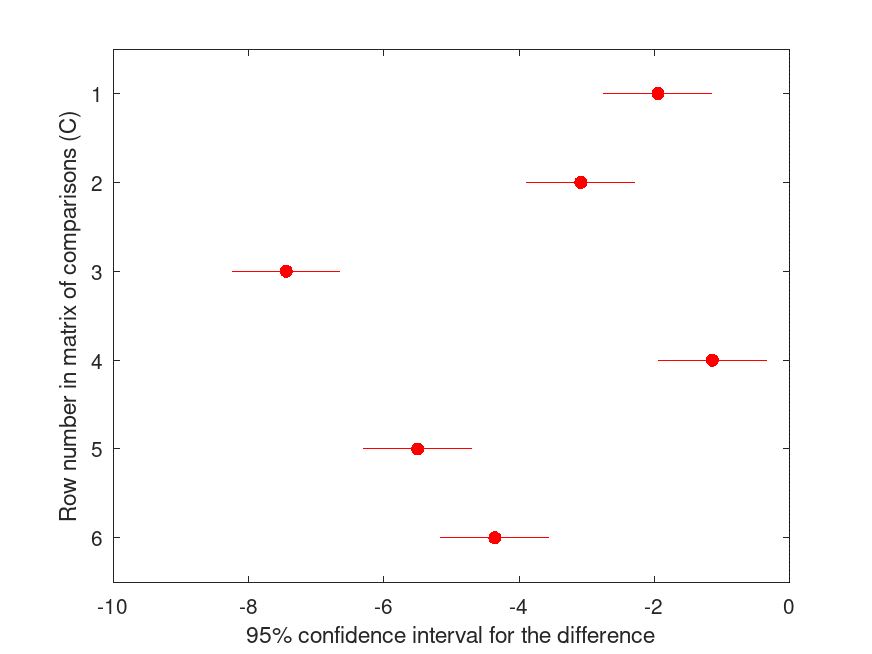 Row number in matrix of comparisons (C)
1
2
3
4
5
6
-10 -8 -6 -4 -2 0
95% confidence interval for the difference